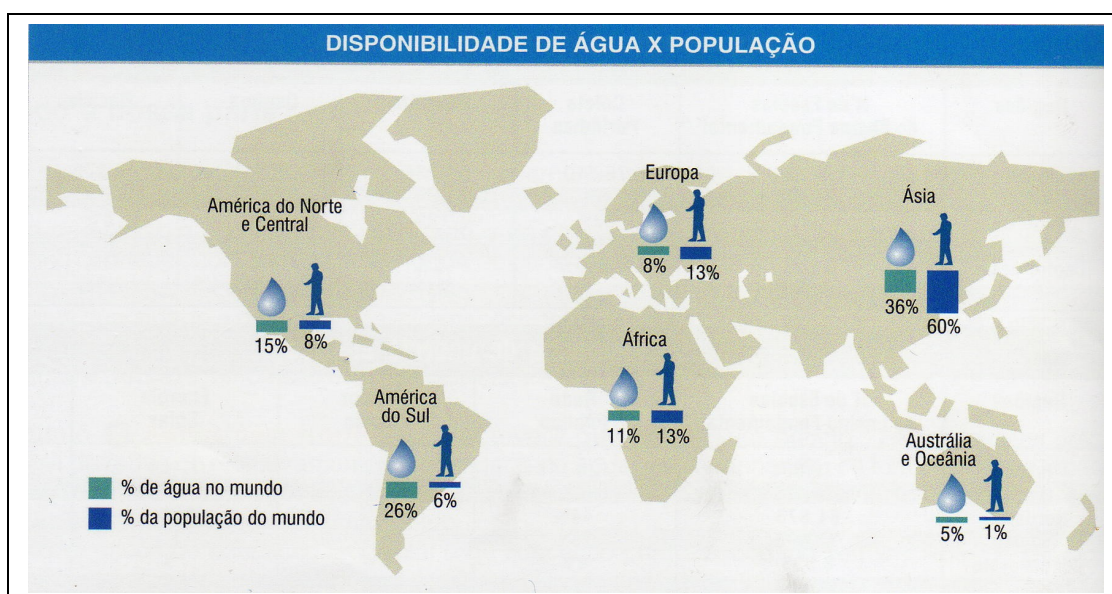 DISPONIBILIDADE DE ÁGUA X POPULAÇÃO
América do Norte
e Central
15%
8%
América
do Sul
26%
6%
Europa
8%
13%
África
11%
13%
Ásia
36%
60%
Austrália
e Oceânia
5%
1%
% de água no mundo
% da população do mundo